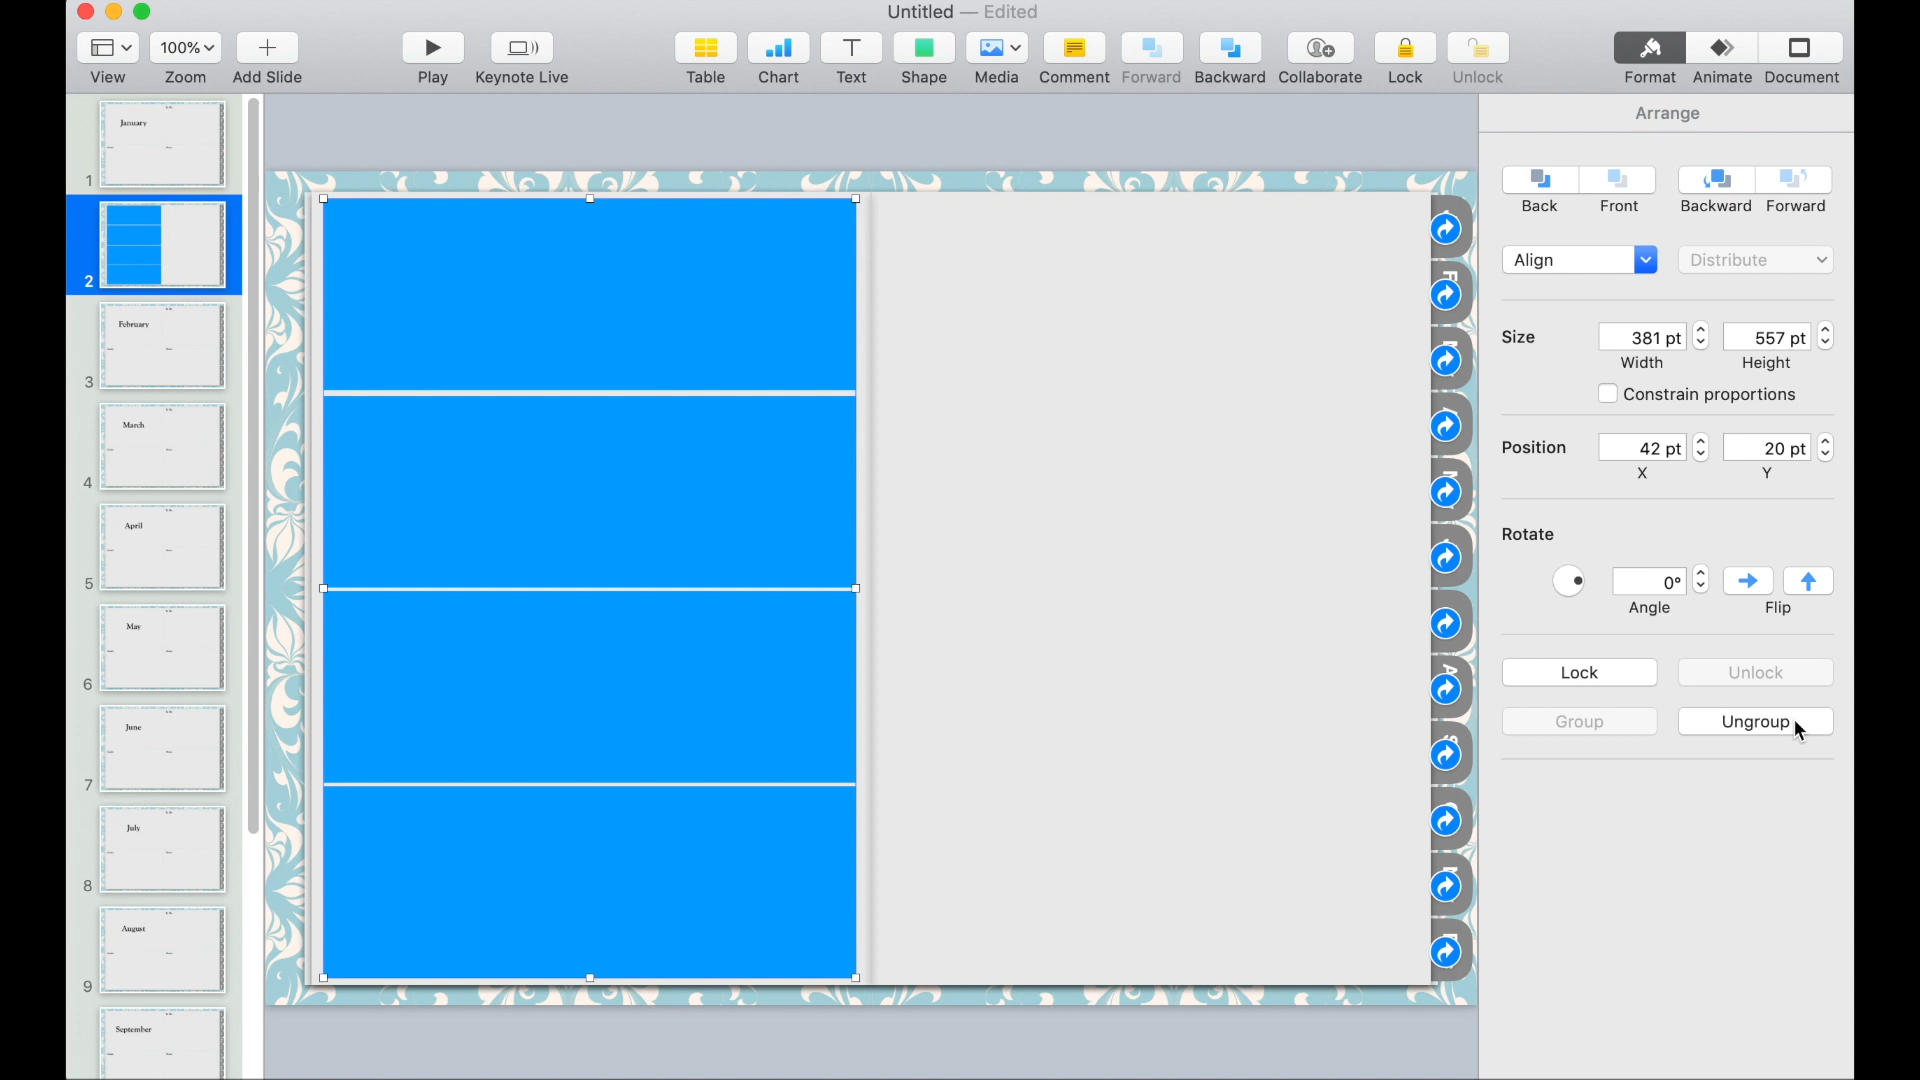 Untitled — Edited
100%
View
Zoom
Add Slide
Play
Keynote Live
Table
Chart
Text
Shape
Media
Comment
Forward
Backward
Collaborate
Lock
Unlock
Format
Animate
Document
January
1
2
February
3
March
4
April
5
May
6
June
7
July
8
August
9
September
Arrange
Back
Front
Backward
Forward
Align
Distribute
Size
381 pt
557 pt
Width
Height
Constrain proportions
Position
42 pt
20 pt
X
Y
Rotate
0°
Angle
Flip
Lock
Unlock
Group
Ungroup